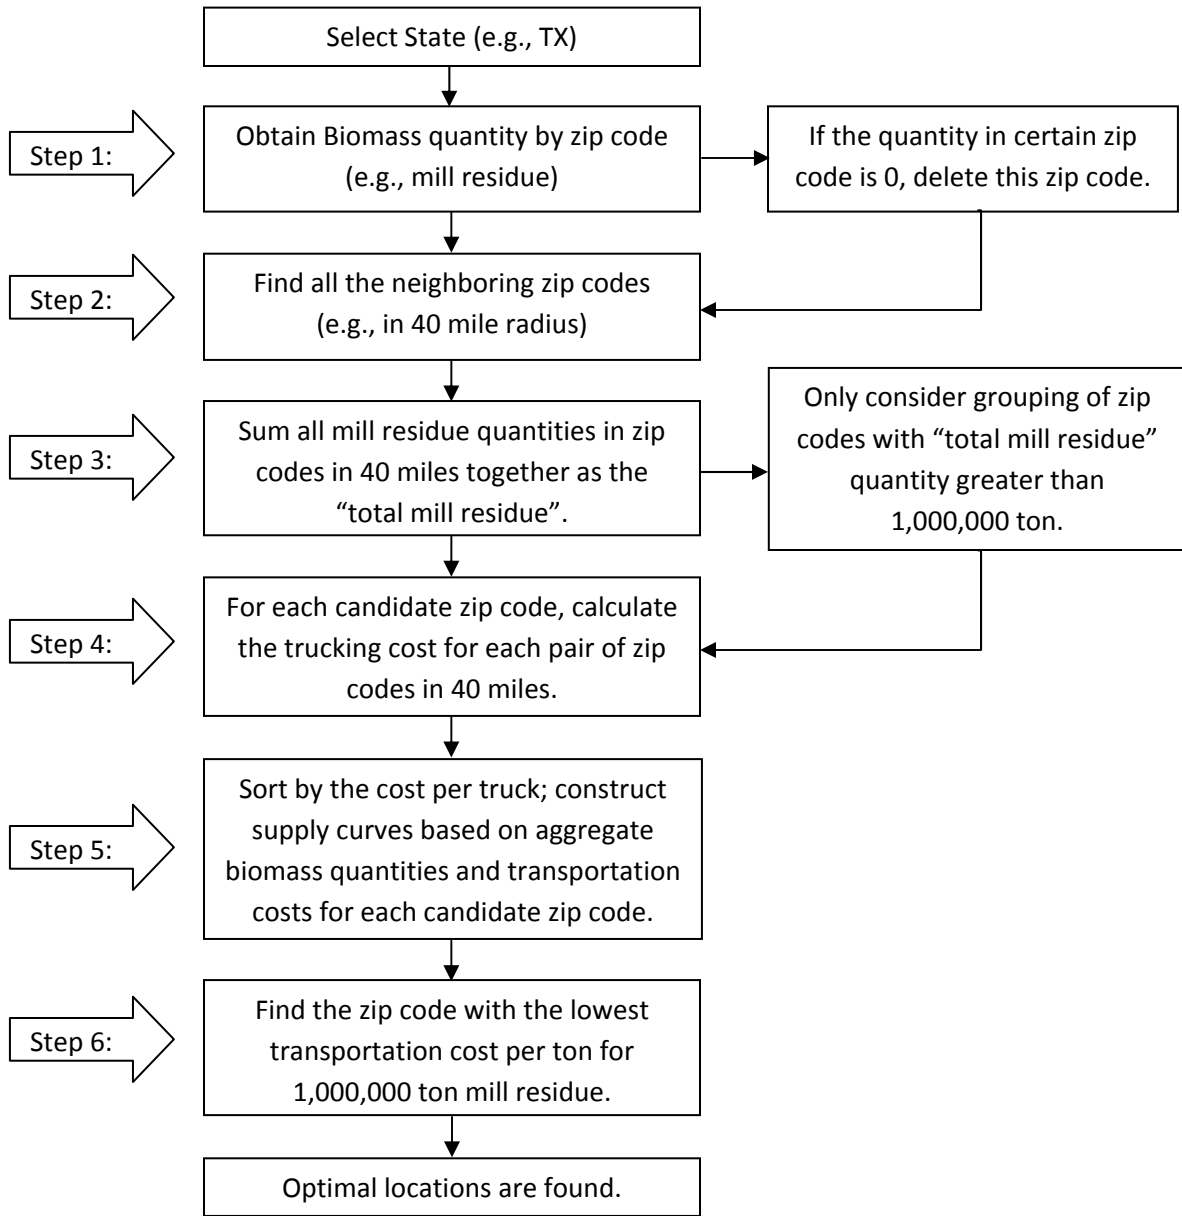 Select State (e.g., TX)
Step 1:
Obtain Biomass quantity by zip code
(e.g., mill residue)
If the quantity in certain zip
code is 0, delete this zip code.
Step 2:
Find all the neighboring zip codes
(e.g., in 40 mile radius)
Step 3:
Sum all mill residue quantities in zip
codes in 40 miles together as the
“total mill residue”.
Only consider grouping of zip
codes with “total mill residue”
quantity greater than
1,000,000 ton.
Step 4:
For each candidate zip code, calculate
the trucking cost for each pair of zip
codes in 40 miles.
Step 5:
Sort by the cost per truck; construct
supply curves based on aggregate
biomass quantities and transportation
costs for each candidate zip code.
Step 6:
Find the zip code with the lowest
transportation cost per ton for
1,000,000 ton mill residue.
Optimal locations are found.